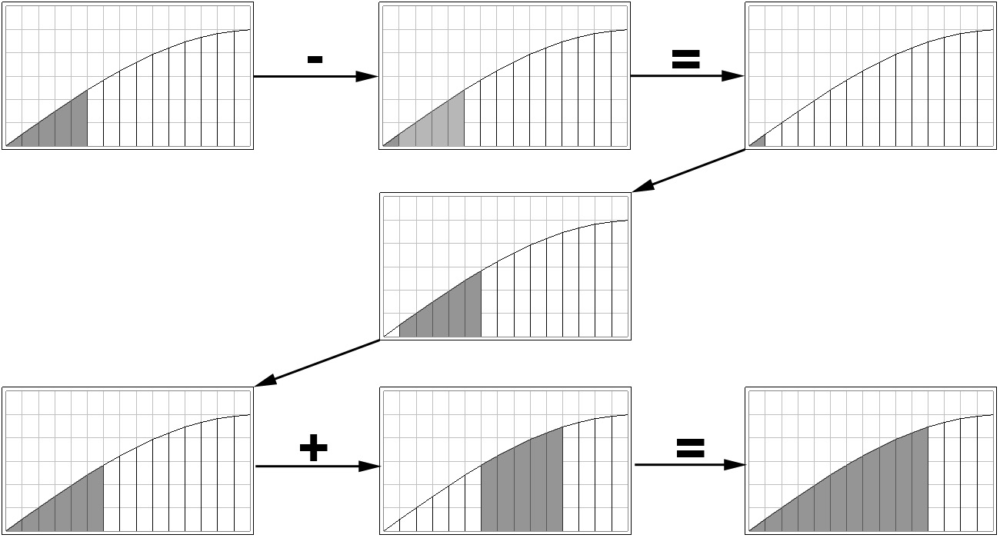 -
=
+
=